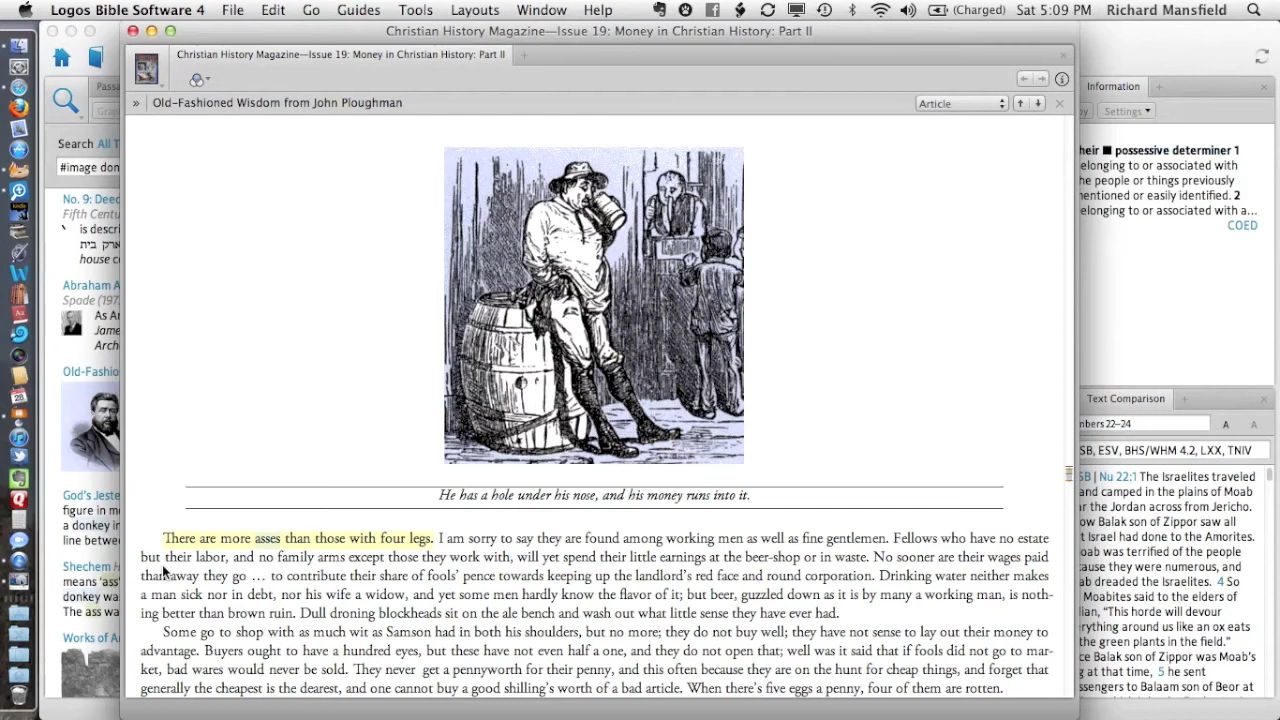 Logos Bible Software 4 File Edit Go Guides Tools Layouts Window Help (Charged) Sat 5:09 PM Richard Mansfield
Christian History Magazine—Issue 19: Money in Christian History: Part II
Christian History Magazine—Issue 19: Money in Christian History: Part II
» Old-Fashioned Wisdom from John Ploughman Article
He has a hole under his nose, and his money runs into it.
There are more asses than those with four legs. I am sorry to say they are found among working men as well as fine gentlemen. Fellows who have no estate
but their labor, and no family arms except those they work with, will yet spend their little earnings at the beer-shop or in waste. No sooner are their wages paid
than away they go … to contribute their share of fools’ pence towards keeping up the landlord’s red face and round corporation. Drinking water neither makes
a man sick nor in debt, nor his wife a widow, and yet some men hardly know the flavor of it; but beer, guzzled down as it is by many a working man, is noth-
ing better than brown ruin. Dull droning blockheads sit on the ale bench and wash out what little sense they have ever had.
Some go to shop with as much wit as Samson had in both his shoulders, but no more; they do not buy well; they have not sense to lay out their money to
advantage. Buyers ought to have a hundred eyes, but these have not even half a one, and they do not open that; well was it said that if fools did not go to mar-
ket, bad wares would never be sold. They never get a pennyworth for their penny, and this often because they are on the hunt for cheap things, and forget that
generally the cheapest is the dearest, and one cannot buy a good shilling’s worth of a bad article. When there’s five eggs a penny, four of them are rotten.
Passa
Search All T
#image don
No. 9: Deed
Fifth Centu
is descri
בית ארק
house co
Abraham A
Spade (197
As Ar
Jame
Arch
Old-Fashio
God's Jeste
figure in m
a donkey in
line betwee
Shechem H
means 'ass'
donkey was
The ass was
Works of A
Information
by Settings
heir ■ possessive determiner 1
elonging to or associated with
he people or things previously
entioned or easily identified. 2
elonging to or associated with a...
COED
Text Comparison
nbers 22-24 A A
SB, ESV, BHS/WHM 4.2, LXX, TNIV
SB | Nu 22:1 The Israelites traveled
and camped in the plains of Moab
ar the Jordan across from Jericho.
ow Balak son of Zippor saw all
at Israel had done to the Amorites.
oab was terrified of the people
cause they were numerous, and
oab dreaded the Israelites. 4 So
Moabites said to the elders of
idian, “This horde will devour
erything around us like an ox eats
the green plants in the field.”
ce Balak son of Zippor was Moab's
g at that time, 5 he sent
ssengers to Balaam son of Beor at